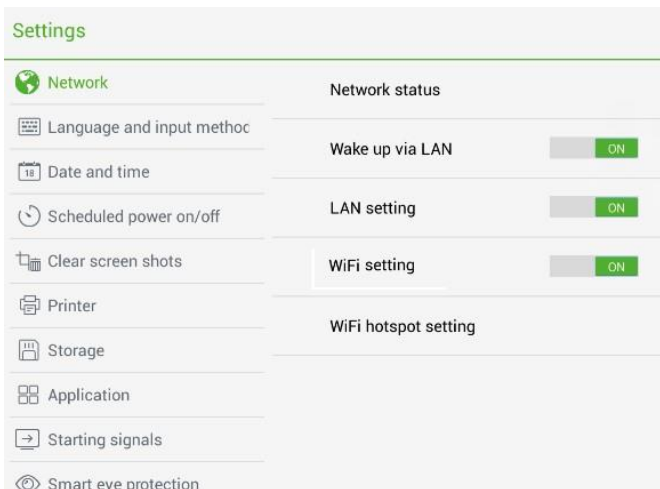 Settings
Network
Language and input methoc
18
Date and time
Scheduled power on/off
Clear screen shots
Printer
Storage
Application
Starting signals
Smart eye protection
Network status
Wake up via LAN
ON
LAN setting
ON
WiFi setting
ON
WiFi hotspot setting